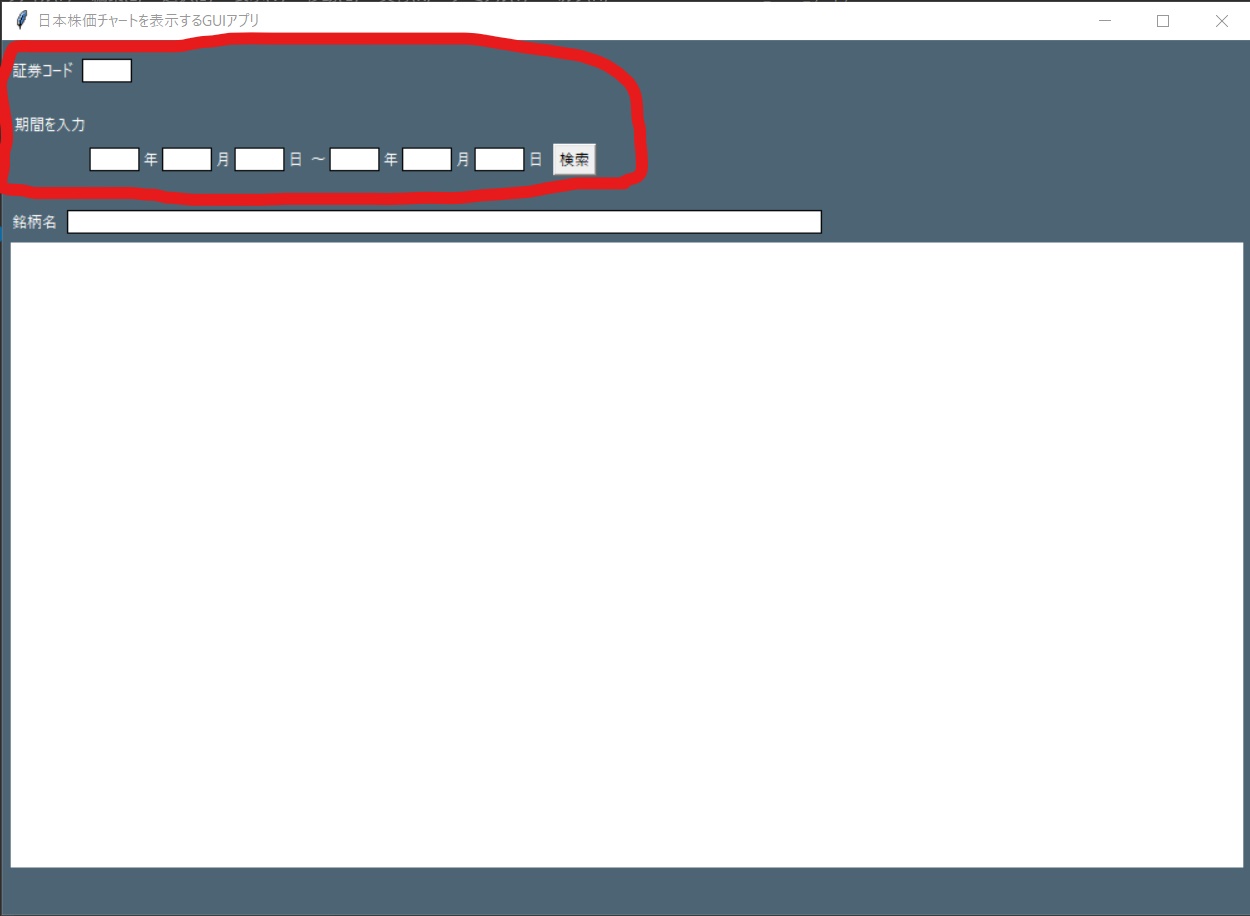 日本株価チャートを表示するGUIアプリ
証券コード
期間を入力
年 月 日 ～ 年 月 日 検索
銘柄名